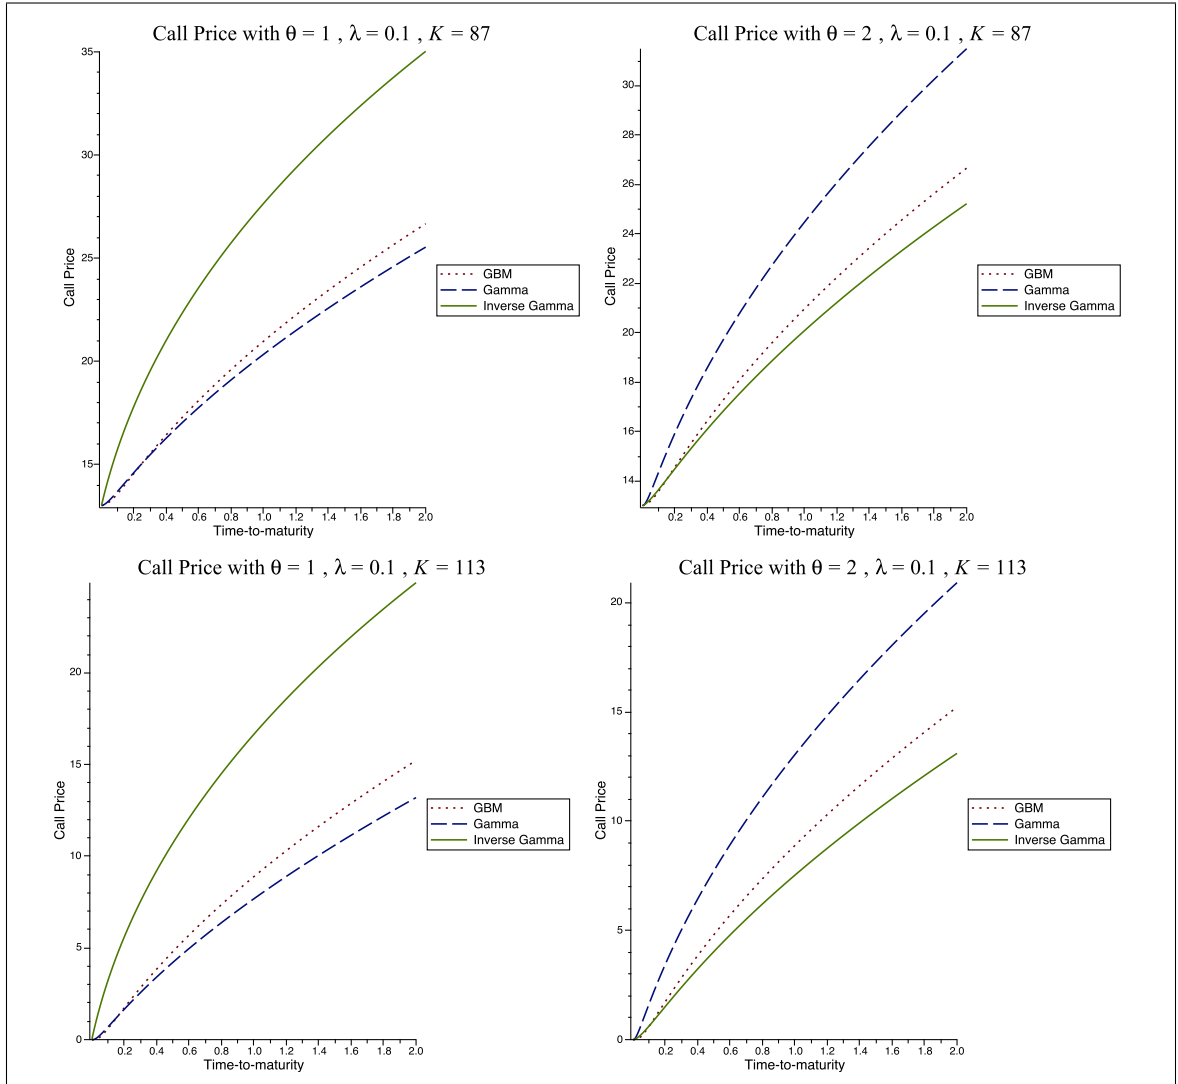 Call Price with θ = 1 , λ = 0.1 , K = 87
35
30
25
20
15
Call Price
0.2 0.4 0.6 0.8 1.0 1.2 1.4 1.6 1.8 2.0
Time-to-maturity
GBM
Gamma
Inverse Gamma
Call Price with θ = 2 , λ = 0.1 , K = 87
30
28
26
24
22
20
18
16
14
Call Price
0.2 0.4 0.6 0.8 1.0 1.2 1.4 1.6 1.8 2.0
Time-to-maturity
GBM
Gamma
Inverse Gamma
Call Price with θ = 1 , λ = 0.1 , K = 113
20
15
10
5
0
Call Price
0.2 0.4 0.6 0.8 1.0 1.2 1.4 1.6 1.8 2.0
Time-to-maturity
GBM
Gamma
Inverse Gamma
Call Price with θ = 2 , λ = 0.1 , K = 113
20
15
10
5
0
Call Price
0.2 0.4 0.6 0.8 1.0 1.2 1.4 1.6 1.8 2.0
Time-to-maturity
GBM
Gamma
Inverse Gamma